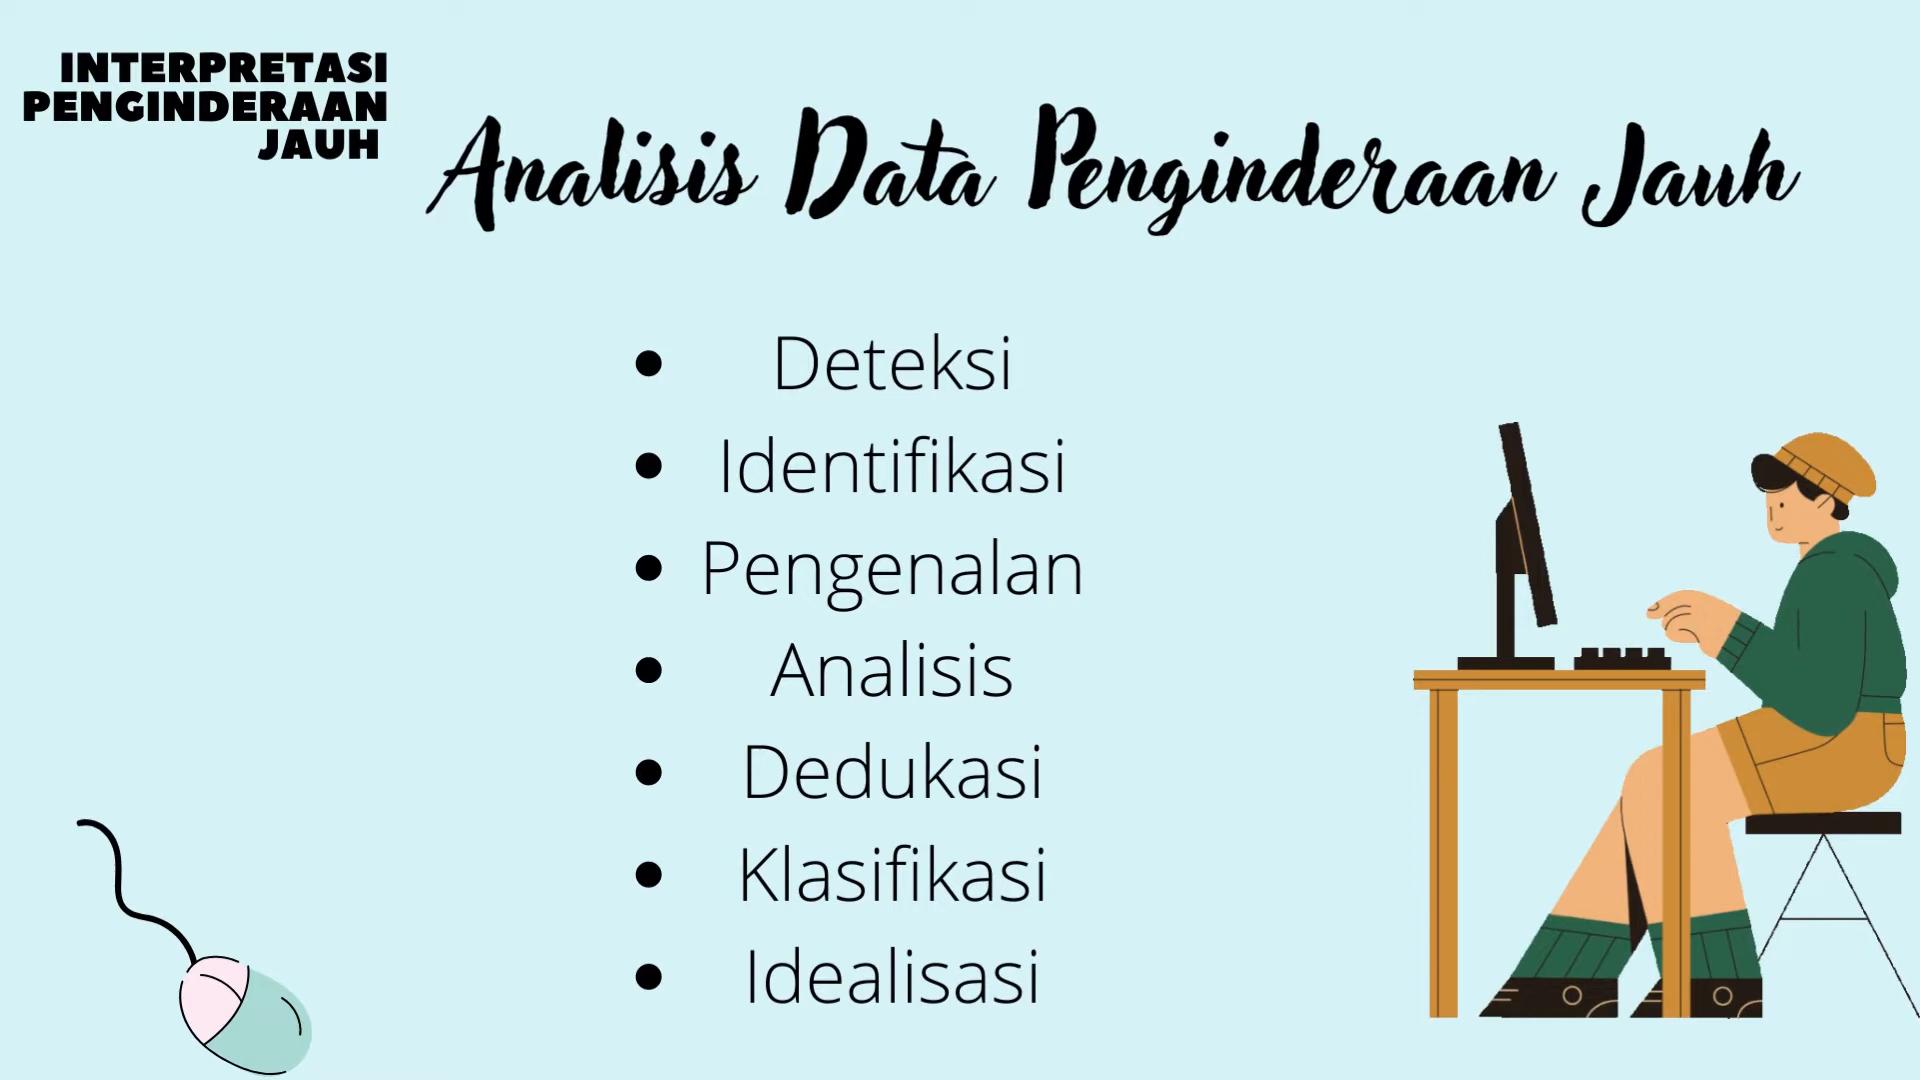 INTERPRETASI
PENGINDERAAN
JAUH
Analisis Data Penginderaan Jauh
• Deteksi
• Identifikasi
• Pengenalan
• Analisis
• Dedukasi
• Klasifikasi
• Idealisasi